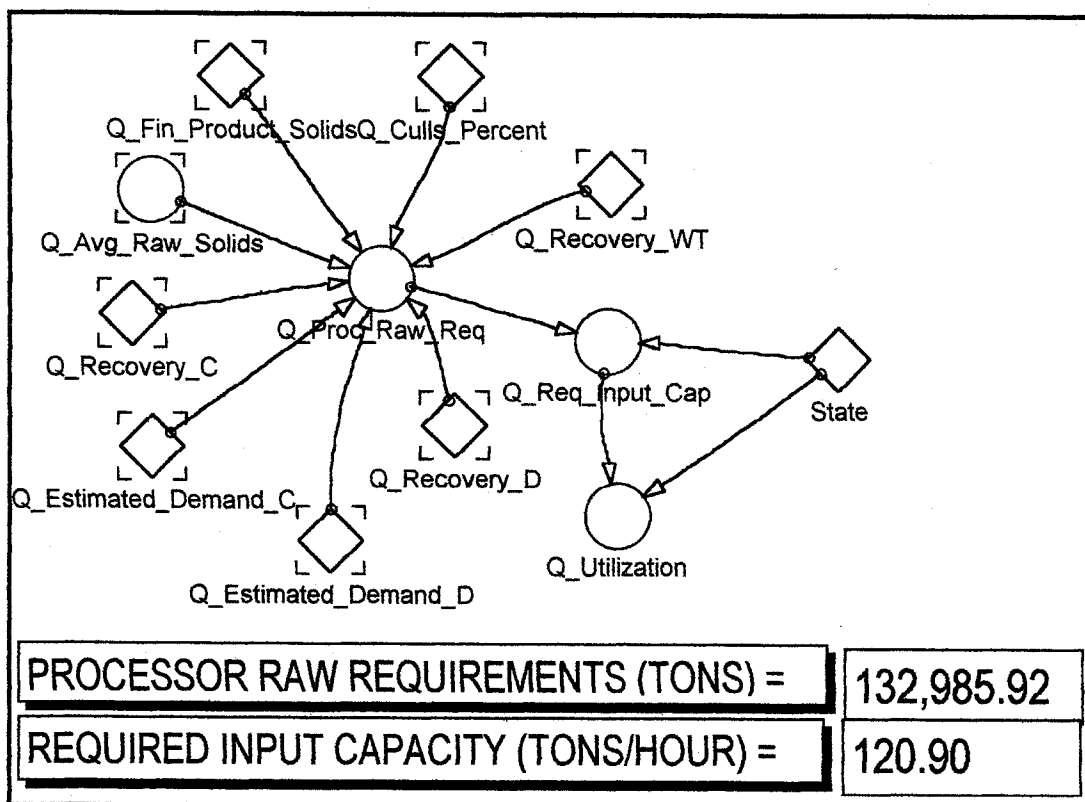 Q_Fin_Product_Solids
Q_Culls_Percent
Q_Avg_Raw_Solids
Q_Recovery_WT
Q_Recovery_C
Q_Proc_Raw_Req
Q_Req_Input_Cap
State
Q_Estimated_Demand_C
Q_Recovery_D
Q_Utilization
Q_Estimated_Demand_D
PROCESSOR RAW REQUIREMENTS (TONS) = 132,985.92
REQUIRED INPUT CAPACITY (TONS/HOUR) = 120.90